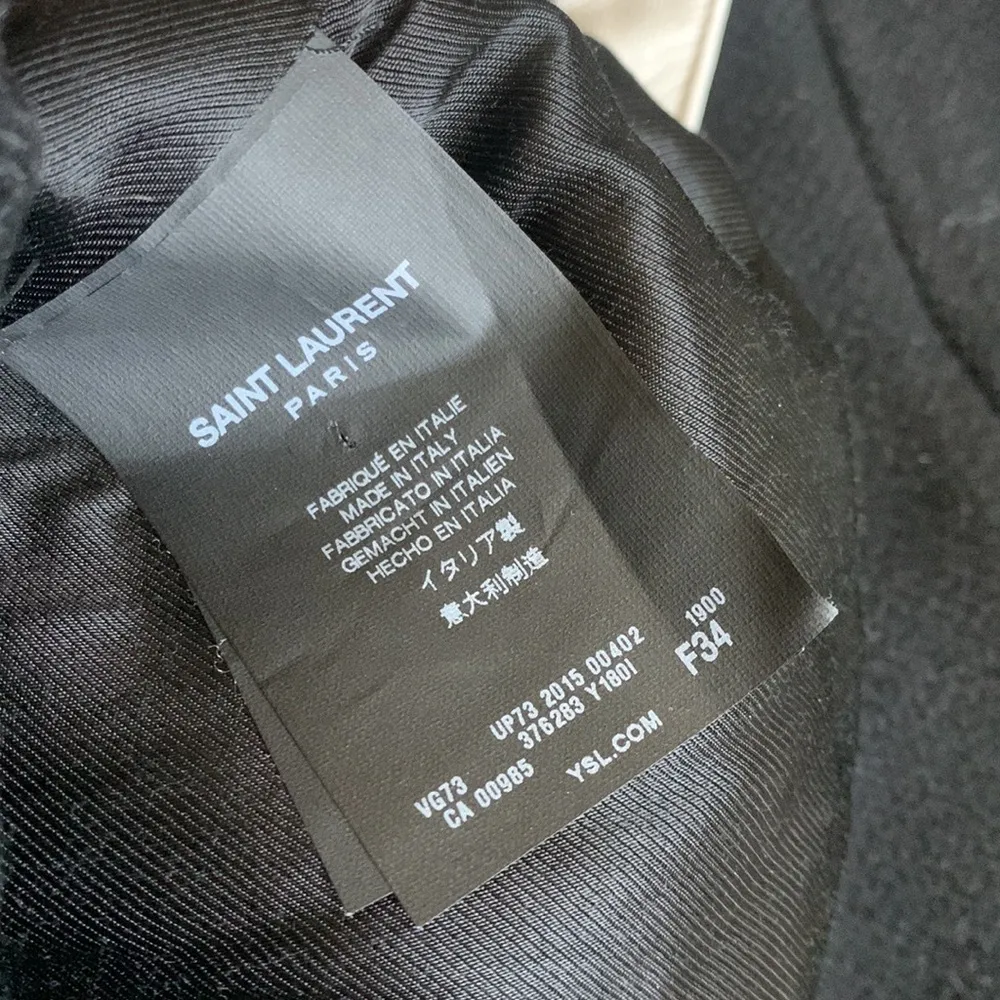 SAINT LAURENT
PARIS
FABRIQUÉ EN ITALIE
MADE IN ITALY
FABBRICATO IN ITALIA
GEMACHT IN ITALIEN
HECHO EN ITALIA
イタリア製
意大利制造
1900
UP73 2015 00402 F34
376283 Y180I
VG73
CA 00985 YSL.COM